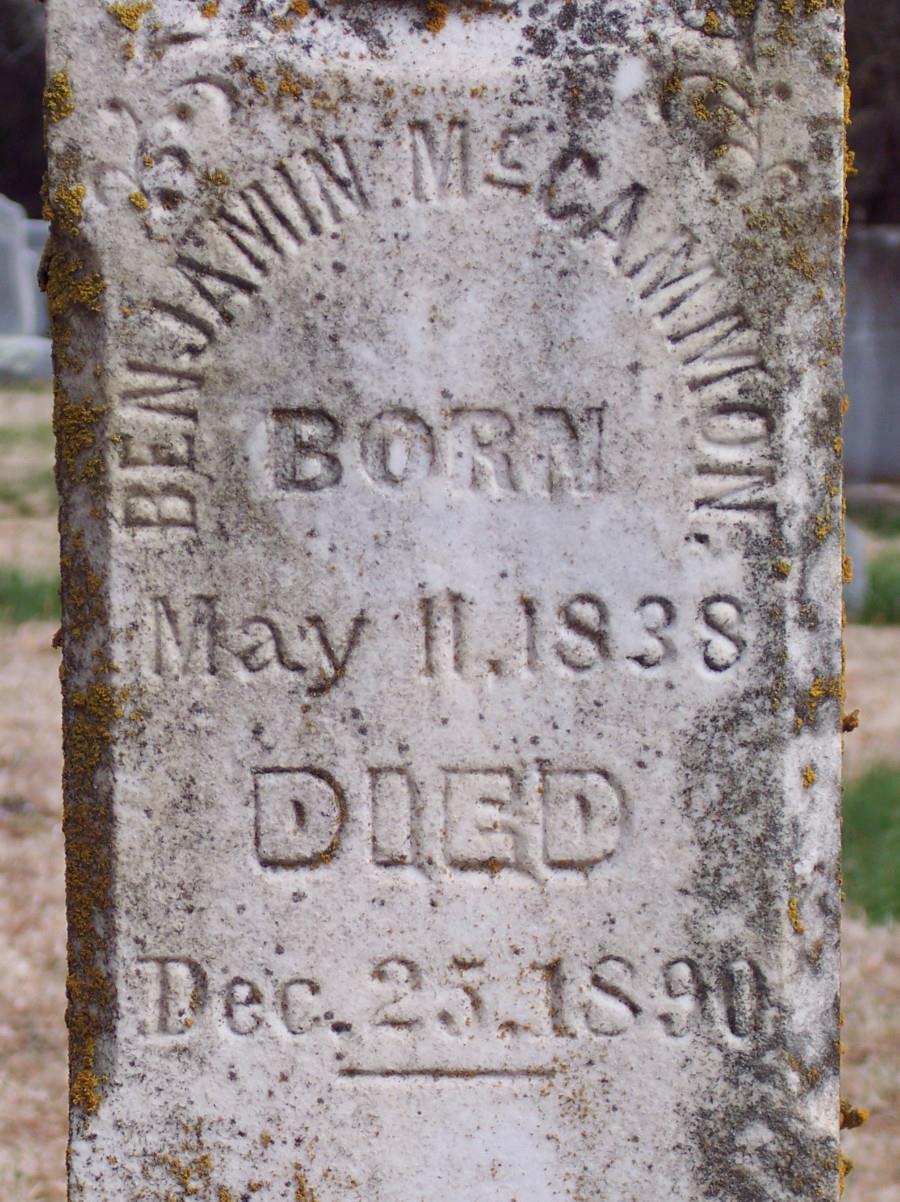 BENJAMIN McCAMMON,
BORN
May 11. 1838
DIED
Dec. 25. 1890